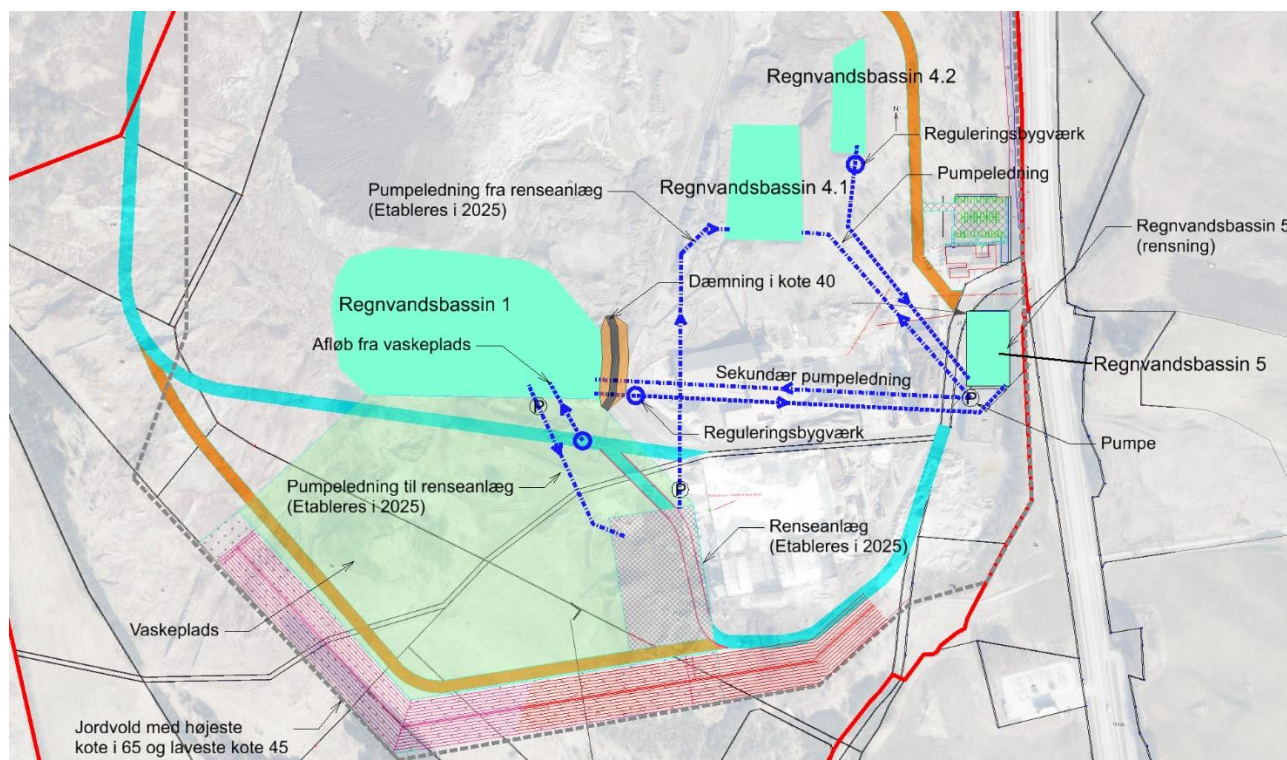 Regnvandsbassin 4.2
Reguleringsbygværk
Pumpeledning fra renseanlæg
(Etableres i 2025)
Regnvandsbassin 4.1
Pumpeledning
Regnvandsbassin 5
(rensning)
Dæmning i kote 40
Regnvandsbassin 1
Afløb fra vaskeplads
Sekundær pumpeledning
Regnvandsbassin 5
P
P
Reguleringsbygværk
Pumpe
Pumpeledning til renseanlæg
(Etableres i 2025)
P
Renseanlæg
(Etableres i 2025)
Vaskeplads
Jordvold med højeste
kote i 65 og laveste kote 45